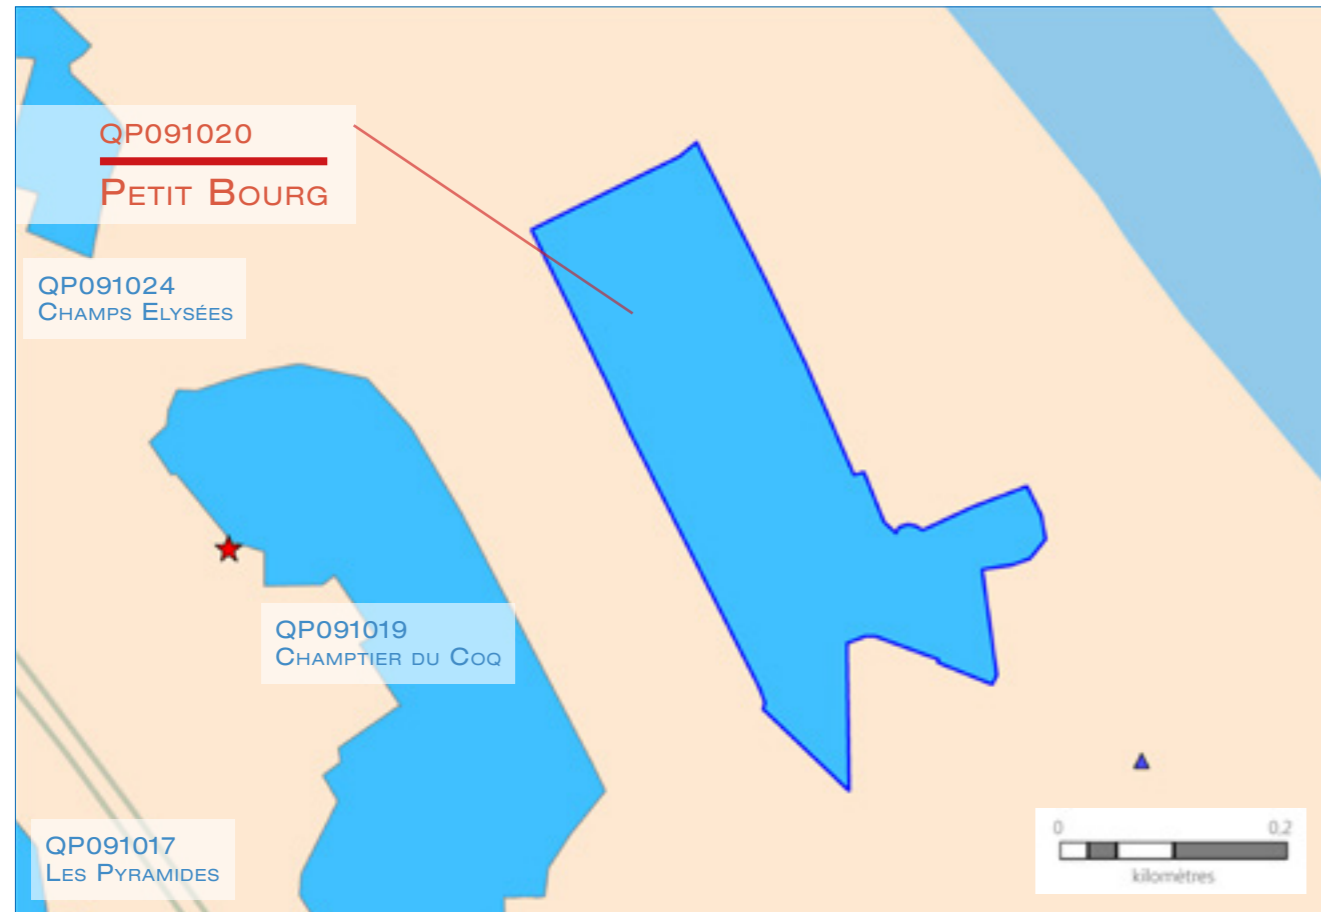 QP091020
PETIT BOURG
QP091024
CHAMPS ELYSÉES
QP091019
CHAMPTIER DU COQ
QP091017
LES PYRAMIDES
0 0,2
kilomètres